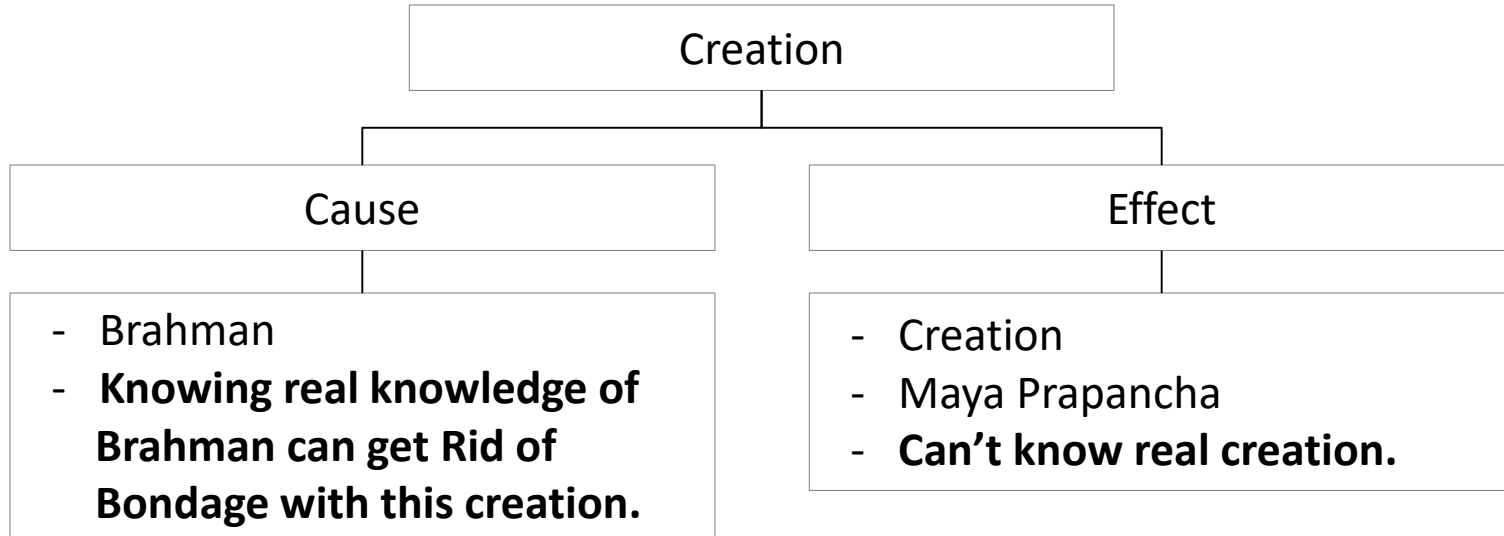 Creation
Cause
Effect
- Brahman
- Knowing real knowledge of
Brahman can get Rid of
Bondage with this creation.
- Creation
- Maya Prapancha
- Can’t know real creation.